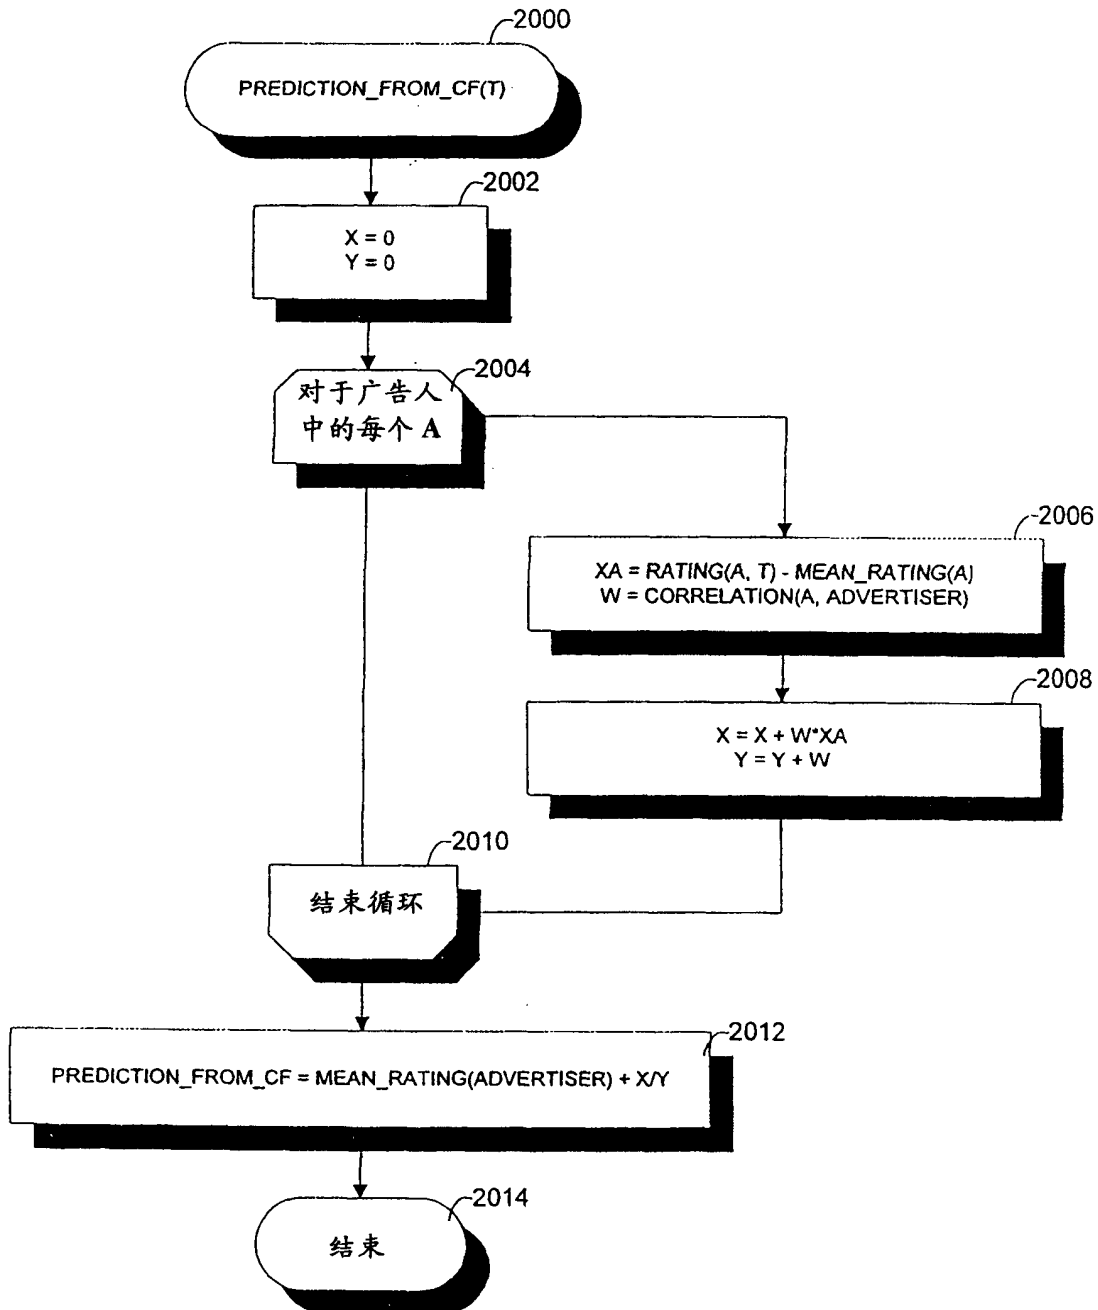 2000
PREDICTION_FROM_CF(T)
2002
X = 0
Y = 0
2004
对于广告人
中的每个 A
2006
XA = RATING(A, T) - MEAN_RATING(A)
W = CORRELATION(A, ADVERTISER)
2008
X = X + W*XA
Y = Y + W
2010
结束循环
2012
PREDICTION_FROM_CF = MEAN_RATING(ADVERTISER) + X/Y
2014
结束